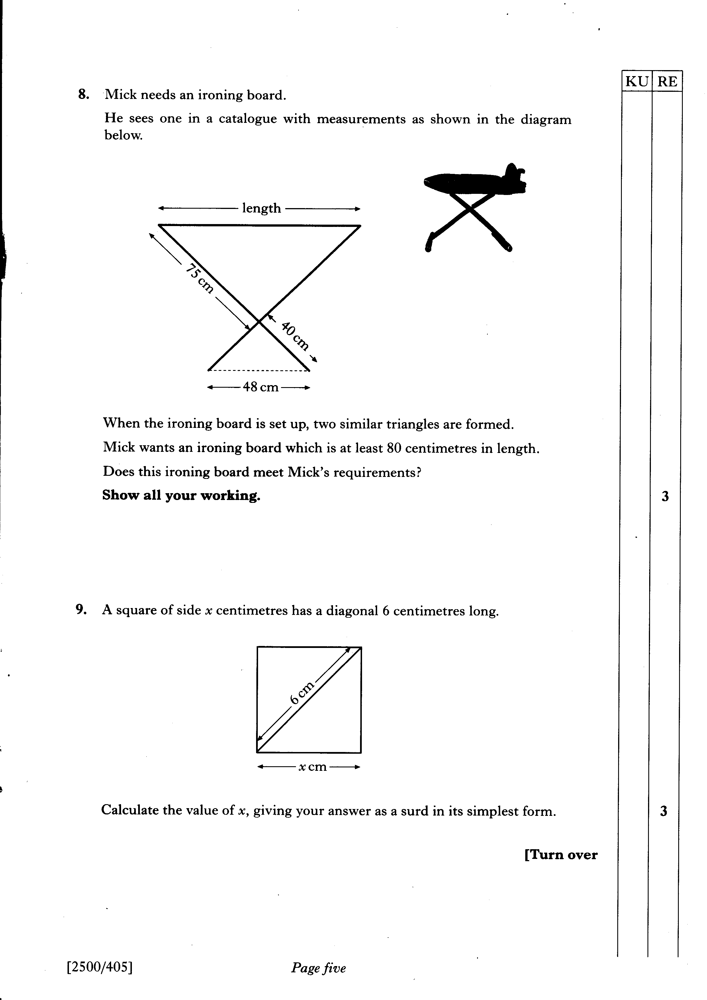 KU RE
8. Mick needs an ironing board.
He sees one in a catalogue with measurements as shown in the diagram
below.
length
75 cm
40 cm
48 cm
When the ironing board is set up, two similar triangles are formed.
Mick wants an ironing board which is at least 80 centimetres in length.
Does this ironing board meet Mick's requirements?
Show all your working.
3
9. A square of side x centimetres has a diagonal 6 centimetres long.
6 cm
x cm
Calculate the value of x, giving your answer as a surd in its simplest form.
3
[Turn over
[2500/405]
Page five